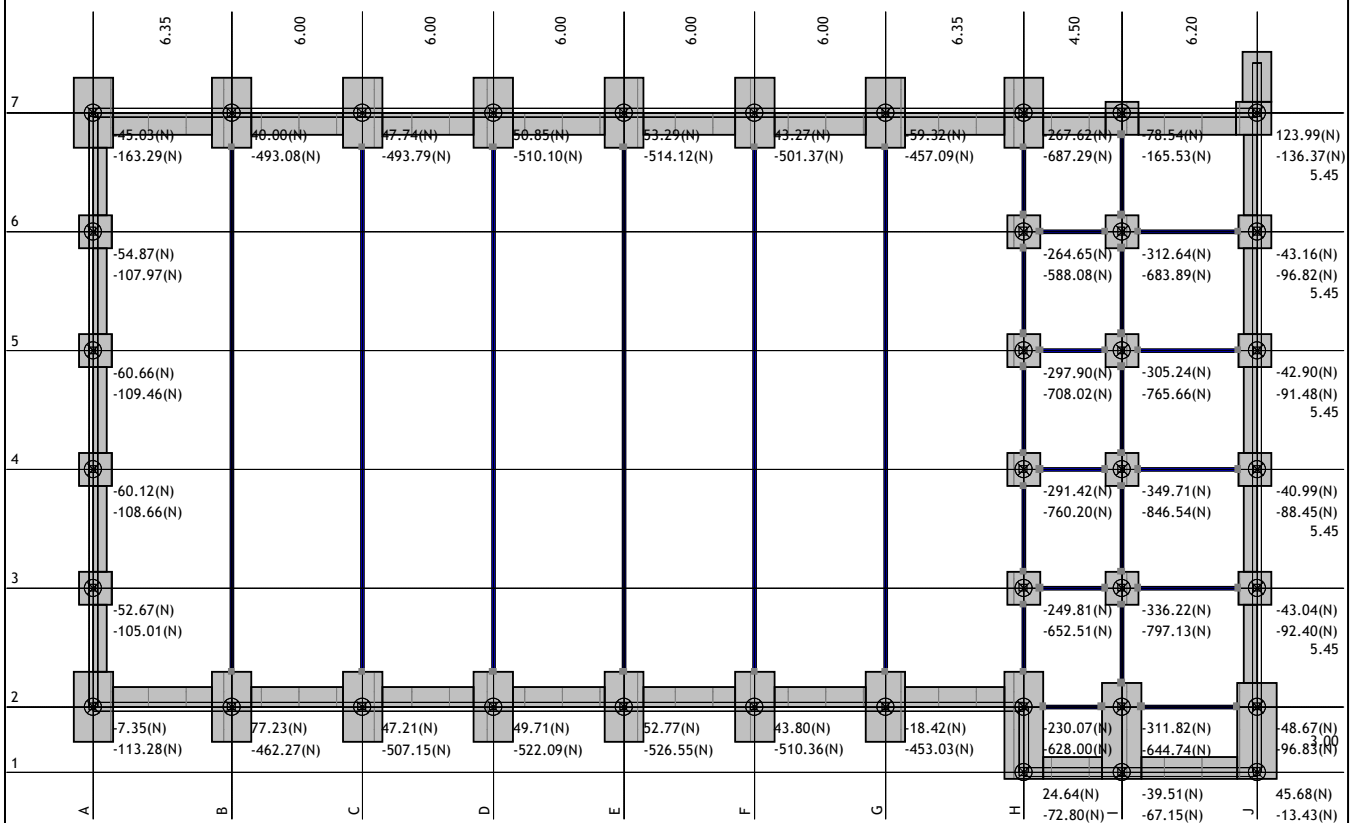 6.35 6.00 6.00 6.00 6.00 6.00 6.35 4.50 6.20
7
-45.03(N) 40.00(N) 47.74(N) 50.85(N) 53.29(N) 43.27(N) -59.32(N) -267.62(N) -78.54(N) 123.99(N)
-163.29(N) -493.08(N) -493.79(N) -510.10(N) -514.12(N) -501.37(N) -457.09(N) -687.29(N) -165.53(N) -136.37(N)
5.45
6
-54.87(N) -264.65(N) -312.64(N) -43.16(N)
-107.97(N) -588.08(N) -683.89(N) -96.82(N)
5.45
5
-60.66(N) -297.90(N) -305.24(N) -42.90(N)
-109.46(N) -708.02(N) -765.66(N) -91.48(N)
5.45
4
-60.12(N) -291.42(N) -349.71(N) -40.99(N)
-108.66(N) -760.20(N) -846.54(N) -88.45(N)
5.45
3
-52.67(N) -249.81(N) -336.22(N) -43.04(N)
-105.01(N) -652.51(N) -797.13(N) -92.40(N)
5.45
2
-7.35(N) 77.23(N) 47.21(N) 49.71(N) 52.77(N) 43.80(N) -18.42(N) -230.07(N) -311.82(N) -48.67(N)
-113.28(N) -462.27(N) -507.15(N) -522.09(N) -526.55(N) -510.36(N) -453.03(N) -628.00(N) -644.74(N) -96.83(N)
3.00
1
24.64(N) -39.51(N) 45.68(N)
-72.80(N) -67.15(N) -13.43(N)
A B C D E F G H I J